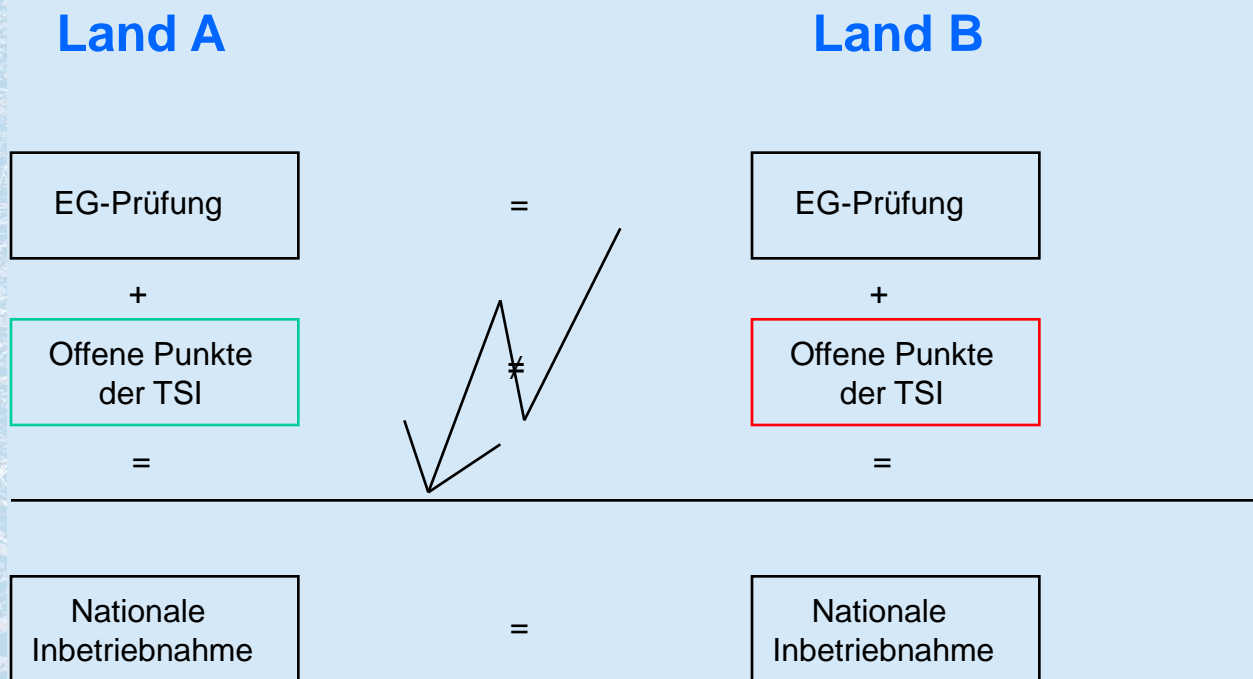 Land A Land B
EG-Prüfung = EG-Prüfung
+ +
Offene Punkte Offene Punkte
≠
der TSI der TSI
= =
Nationale Nationale
=
Inbetriebnahme Inbetriebnahme